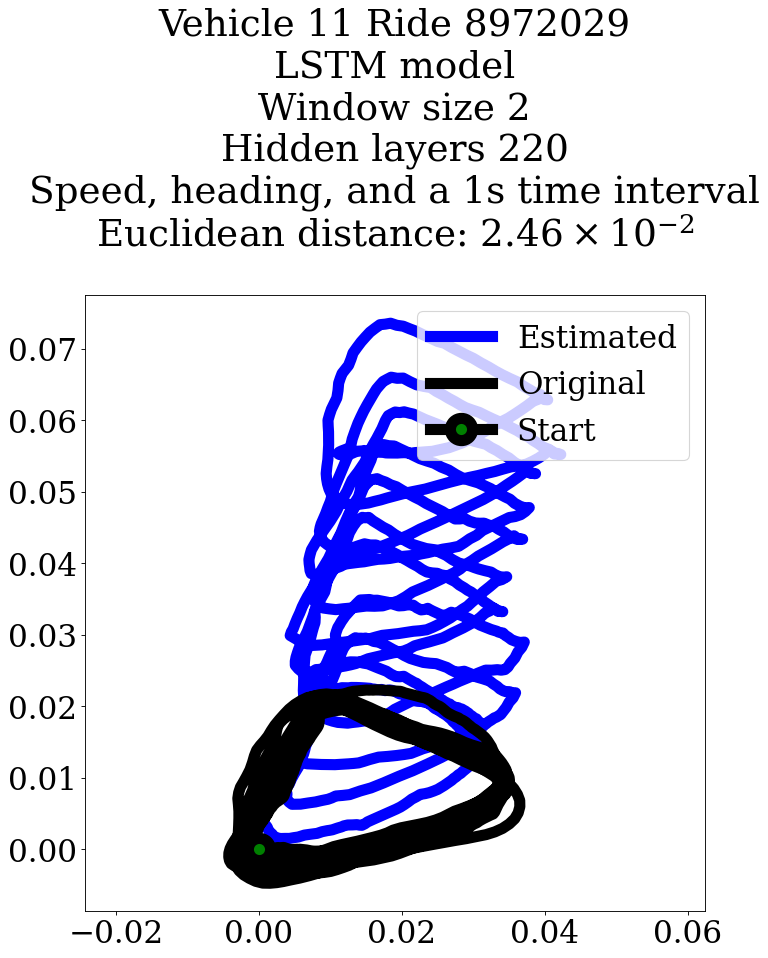 Vehicle 11 Ride 8972029
LSTM model
Window size 2
Hidden layers 220
Speed, heading, and a 1s time interval
Euclidean distance: 2.46 × 10⁻²
Estimated
Original
Start
0.07
0.06
0.05
0.04
0.03
0.02
0.01
0.00
−0.02 0.00 0.02 0.04 0.06